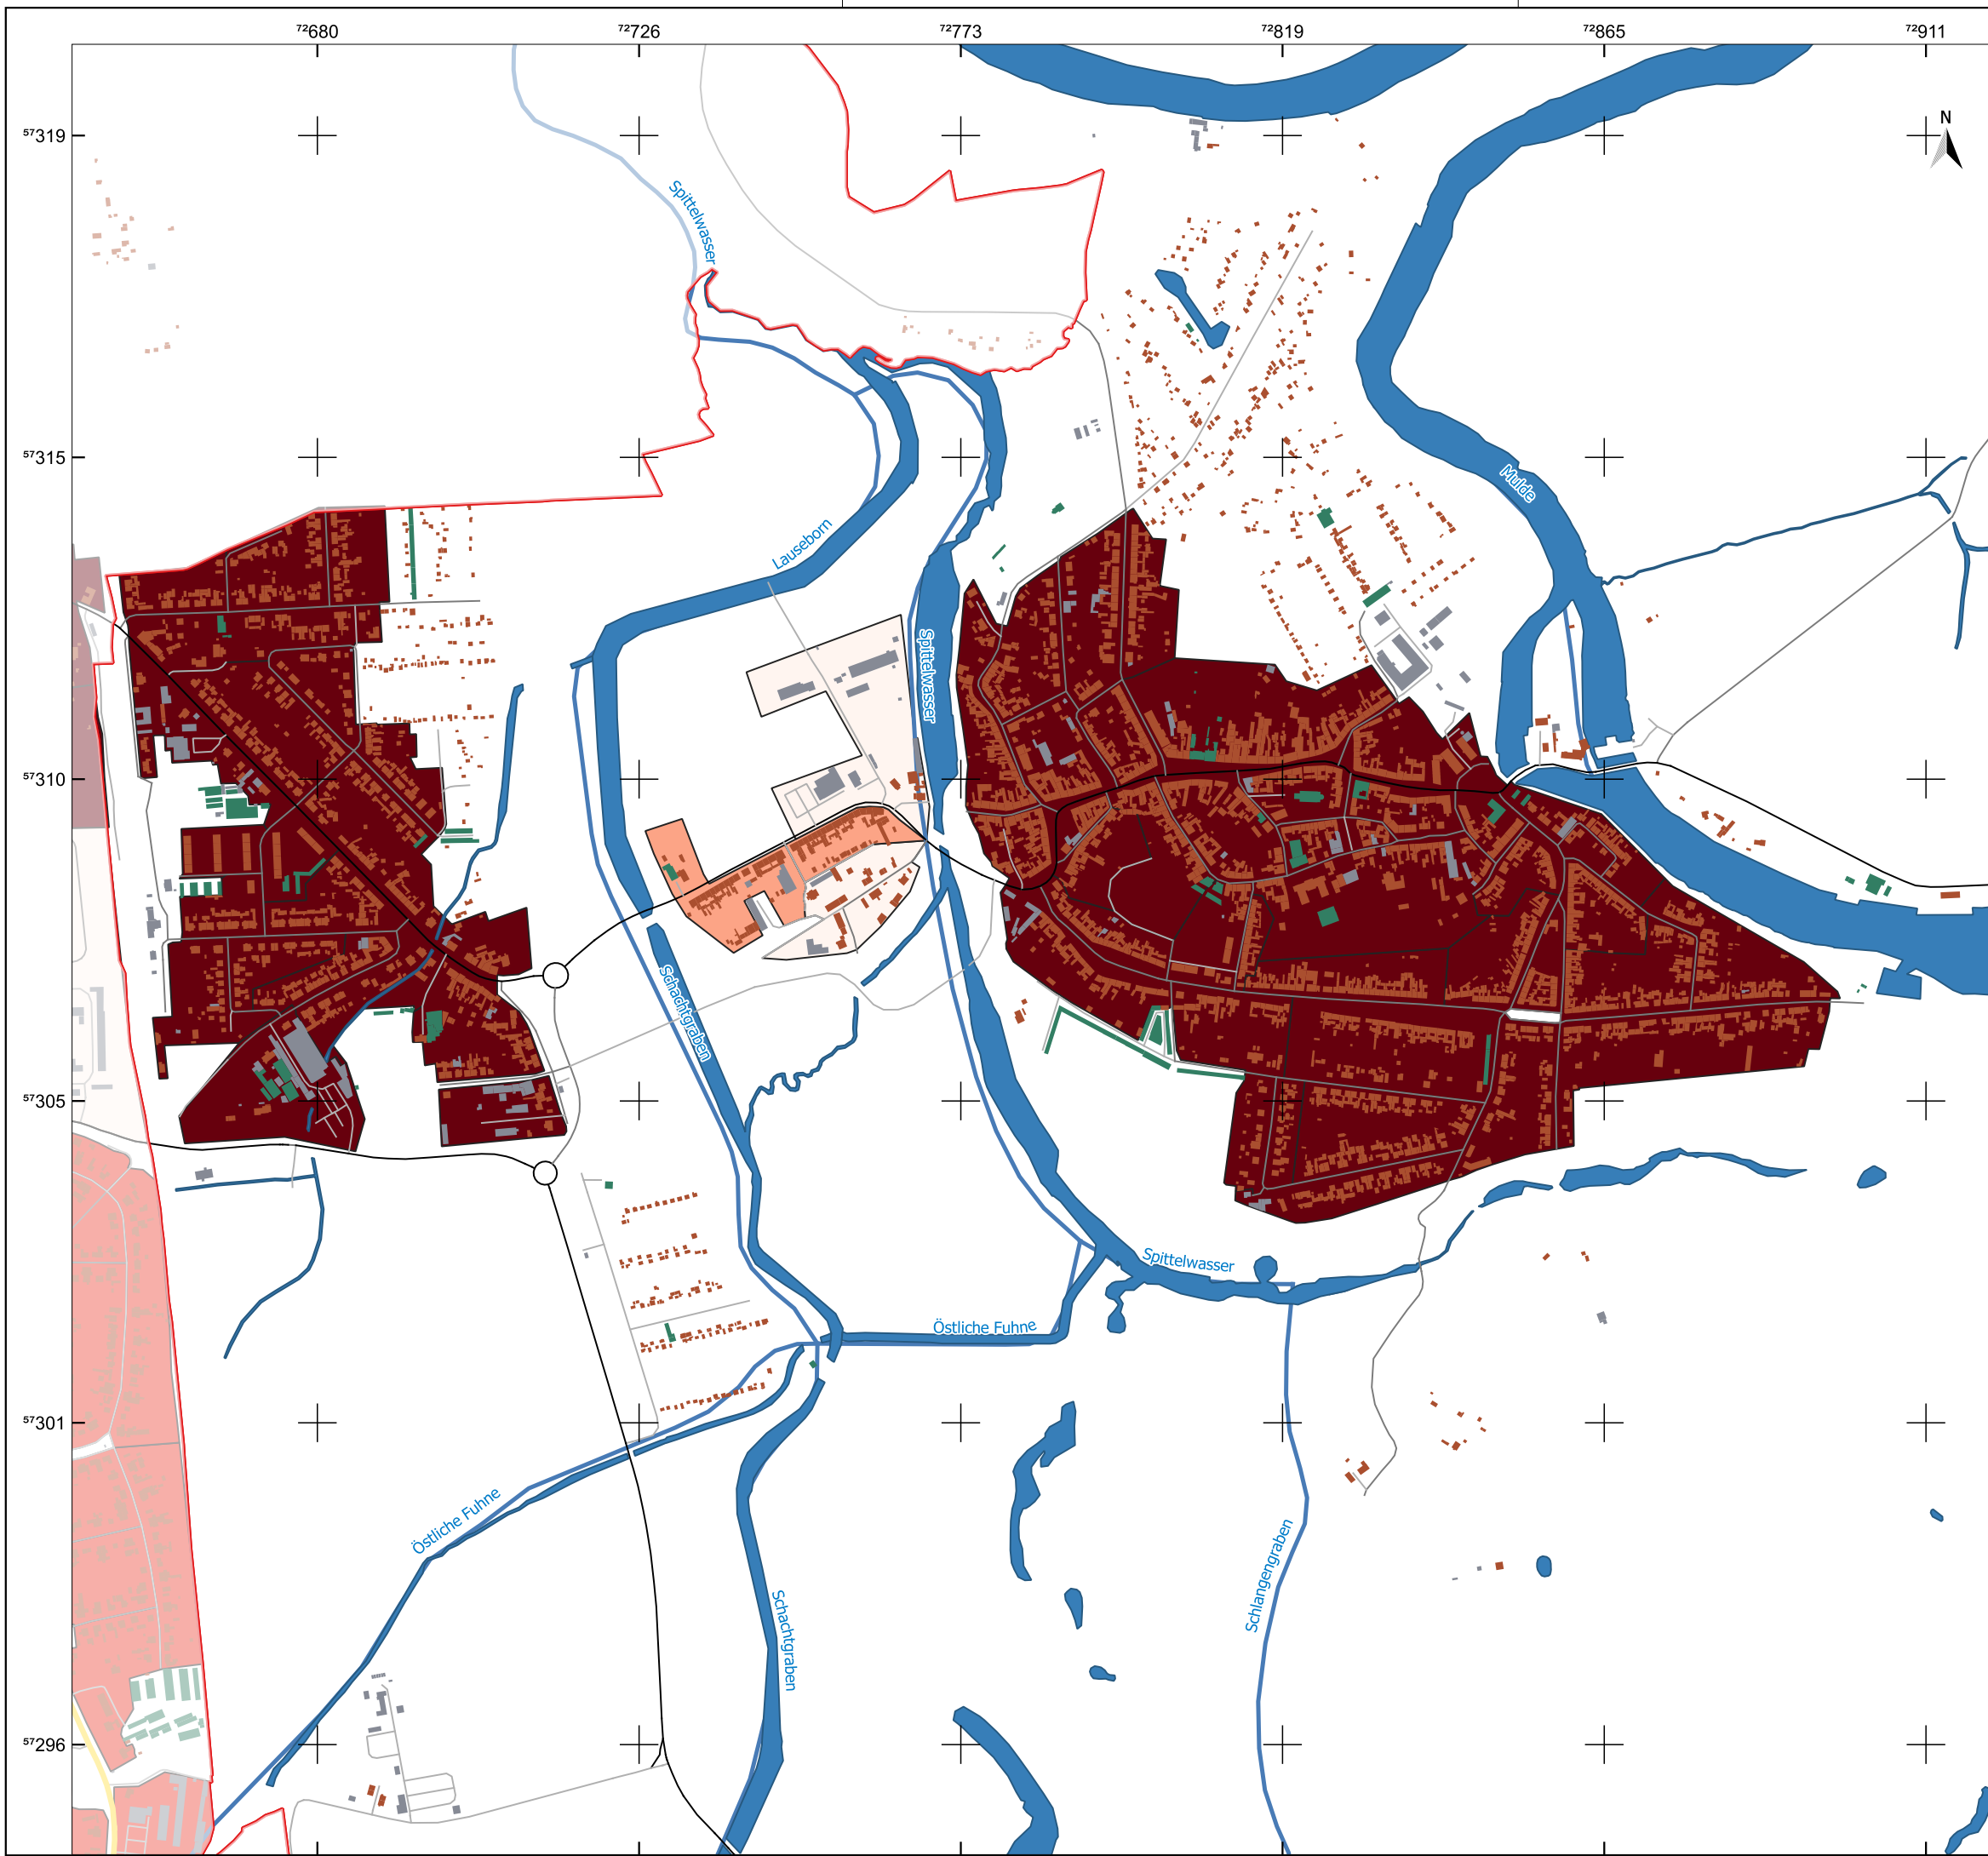 72680 72726 72773 72819 72865 72911
57319
N
Spittelwasser
57315
Mulde
Lauseborn
Spittelwasser
57310
Schachtgraben
57305
Spittelwasser
Östliche Fuhne
57301
Östliche Fuhne
Schlangengraben
Schachtgraben
57296